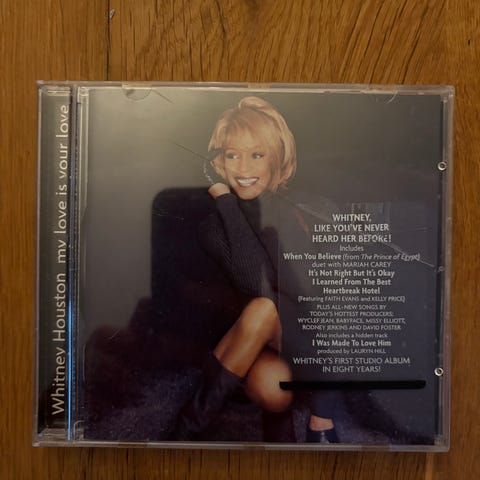 Whitney Houston my love is your love
WHITNEY,
LIKE YOU'VE NEVER
HEARD HER BEFORE!
Includes
When You Believe (from The Prince of Egypt)
duet with MARIAH CAREY
It's Not Right But It's Okay
I Learned From The Best
Heartbreak Hotel
(Featuring FAITH EVANS and KELLY PRICE)
PLUS ALL-NEW SONGS BY
TODAY'S HOTTEST PRODUCERS:
WYCLEF JEAN, BABYFACE, MISSY ELLIOTT,
RODNEY JERKINS AND DAVID FOSTER
Also includes a hidden track
I Was Made To Love Him
produced by LAURYN HILL
WHITNEY'S FIRST STUDIO ALBUM
IN EIGHT YEARS!